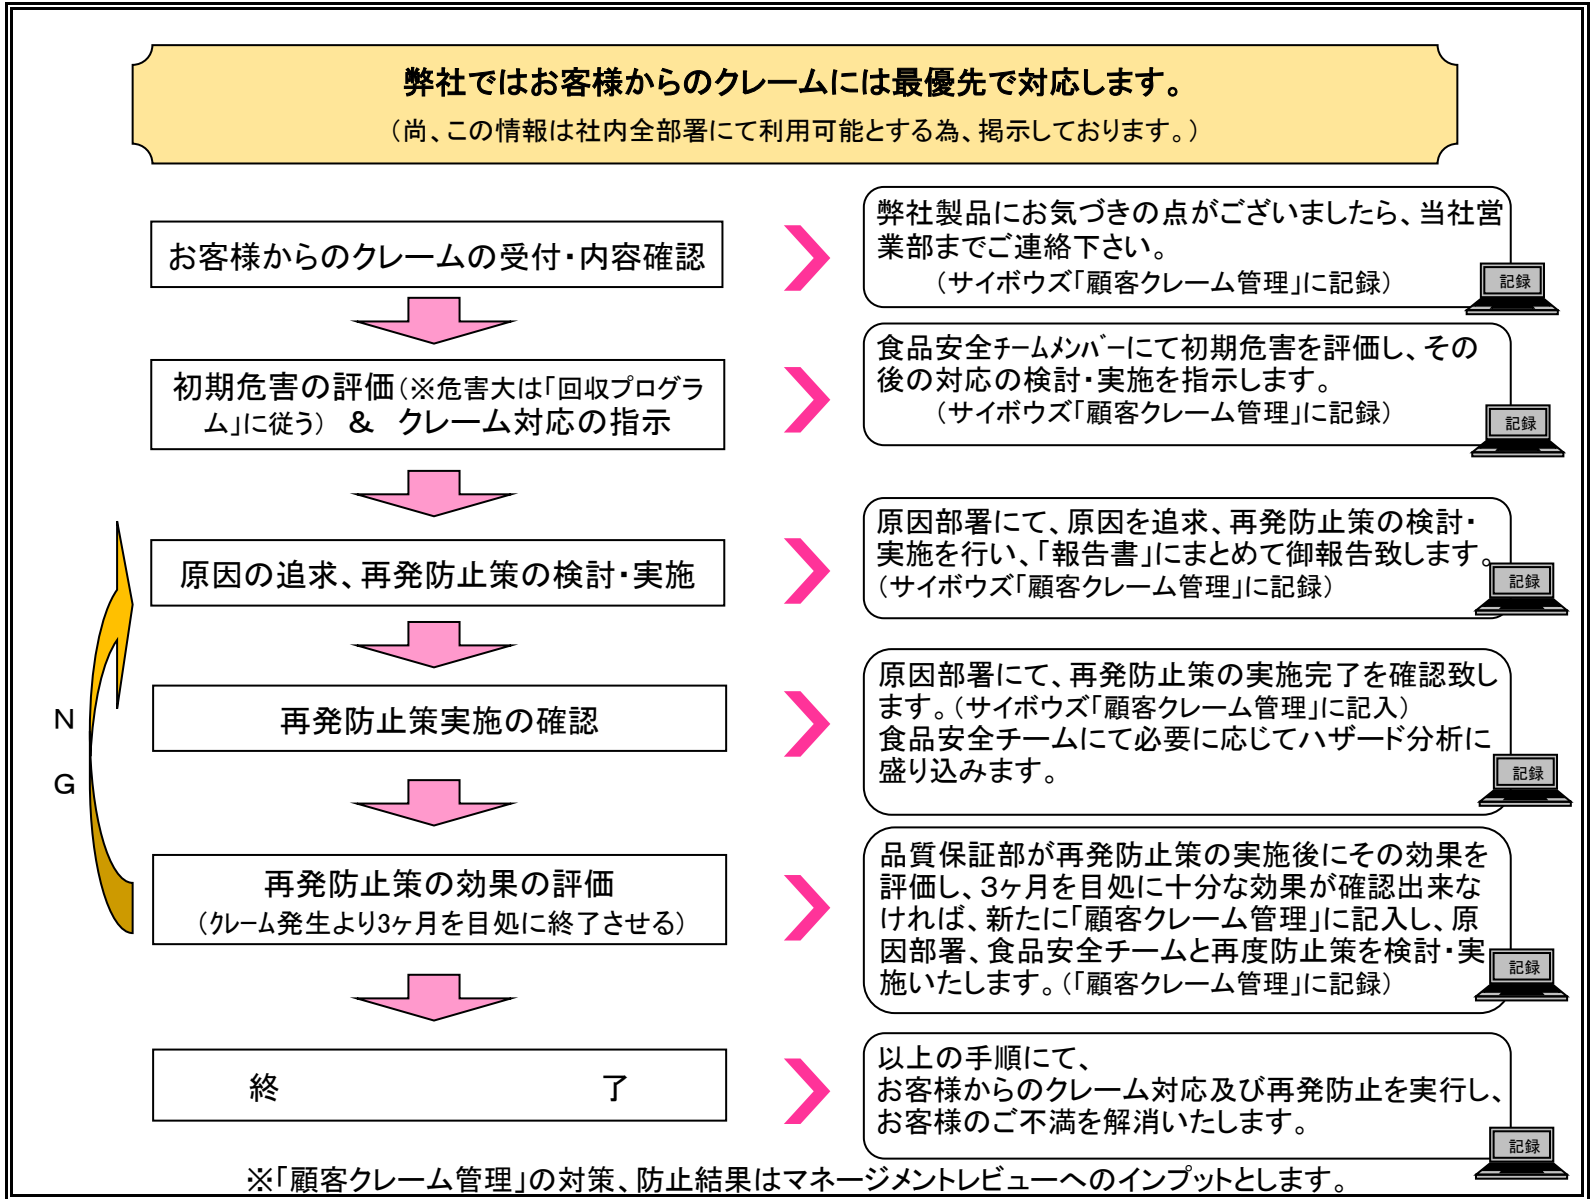 弊社ではお客様からのクレームには最優先で対応します。
（尚、この情報は社内全部署にて利用可能とする為、掲示しております。）
お客様からのクレームの受付・内容確認
弊社製品にお気づきの点がございましたら、当社営
業部までご連絡下さい。
（サイボウズ「顧客クレーム管理」に記録）
記録
初期危害の評価（※危害大は「回収プログラ
ム」に従う） ＆ クレーム対応の指示
食品安全ﾁｰﾑﾒﾝﾊﾞｰにて初期危害を評価し、その
後の対応の検討・実施を指示します。
（サイボウズ「顧客クレーム管理」に記録）
記録
原因の追求、再発防止策の検討・実施
原因部署にて、原因を追求、再発防止策の検討・
実施を行い、「報告書」にまとめて御報告致します。
（サイボウズ「顧客クレーム管理」に記録）
記録
再発防止策実施の確認
原因部署にて、再発防止策の実施完了を確認致し
ます。（サイボウズ「顧客クレーム管理」に記入）
食品安全チームにて必要に応じてハザード分析に
盛り込みます。
記録
Ｎ
Ｇ
再発防止策の効果の評価
（ｸﾚｰﾑ発生より3ヶ月を目処に終了させる）
品質保証部が再発防止策の実施後にその効果を
評価し、３ヶ月を目処に十分な効果が確認出来な
ければ、新たに「顧客クレーム管理」に記入し、原
因部署、食品安全チームと再度防止策を検討・実
施いたします。（「顧客クレーム管理」に記録）
記録
終 了
以上の手順にて、
お客様からのクレーム対応及び再発防止を実行し、
お客様のご不満を解消いたします。
記録
※「顧客クレーム管理」の対策、防止結果はマネージメントレビューへのインプットとします。